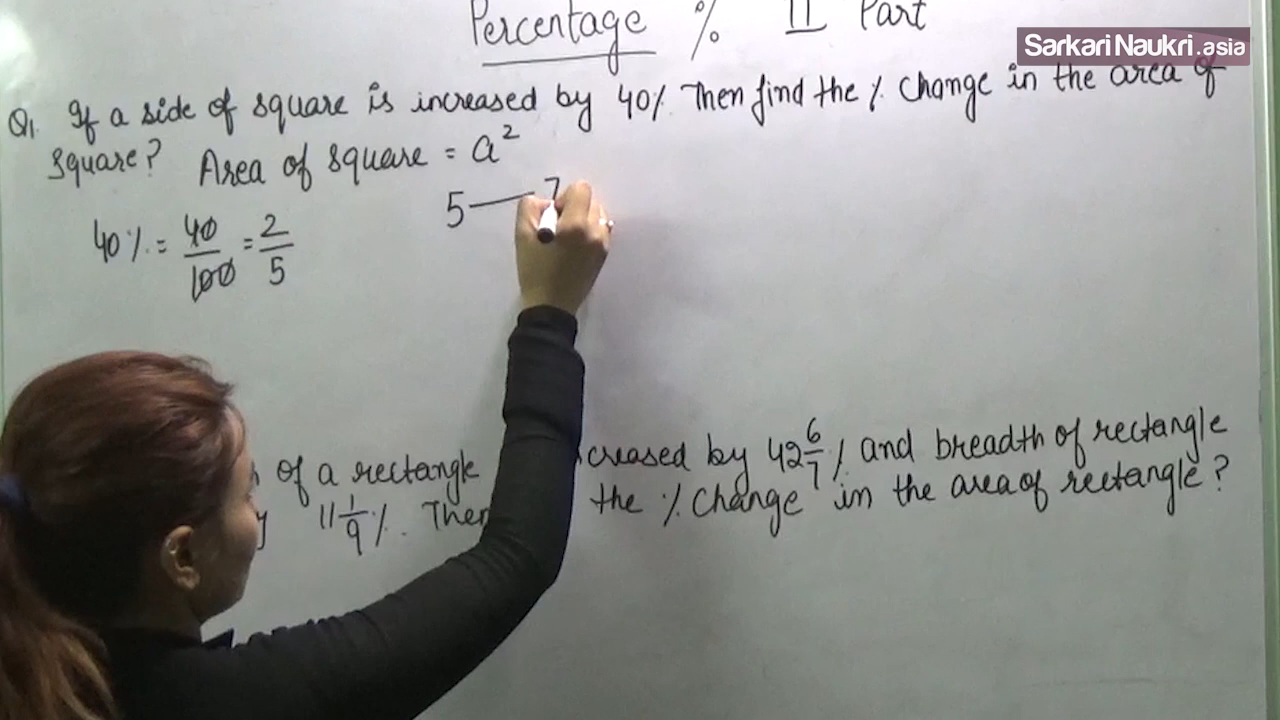 Percentage % II Part
SarkariNaukri.asia
Q1. If a side of square is increased by 40% Then find the % change in the area of
square? Area of square = a²
5 — 7
40% = 40/100 = 2/5
of a rectangle creased by 42 6/7 % and breadth of rectangle
11 1/9 %. Then the % change in the area of rectangle?